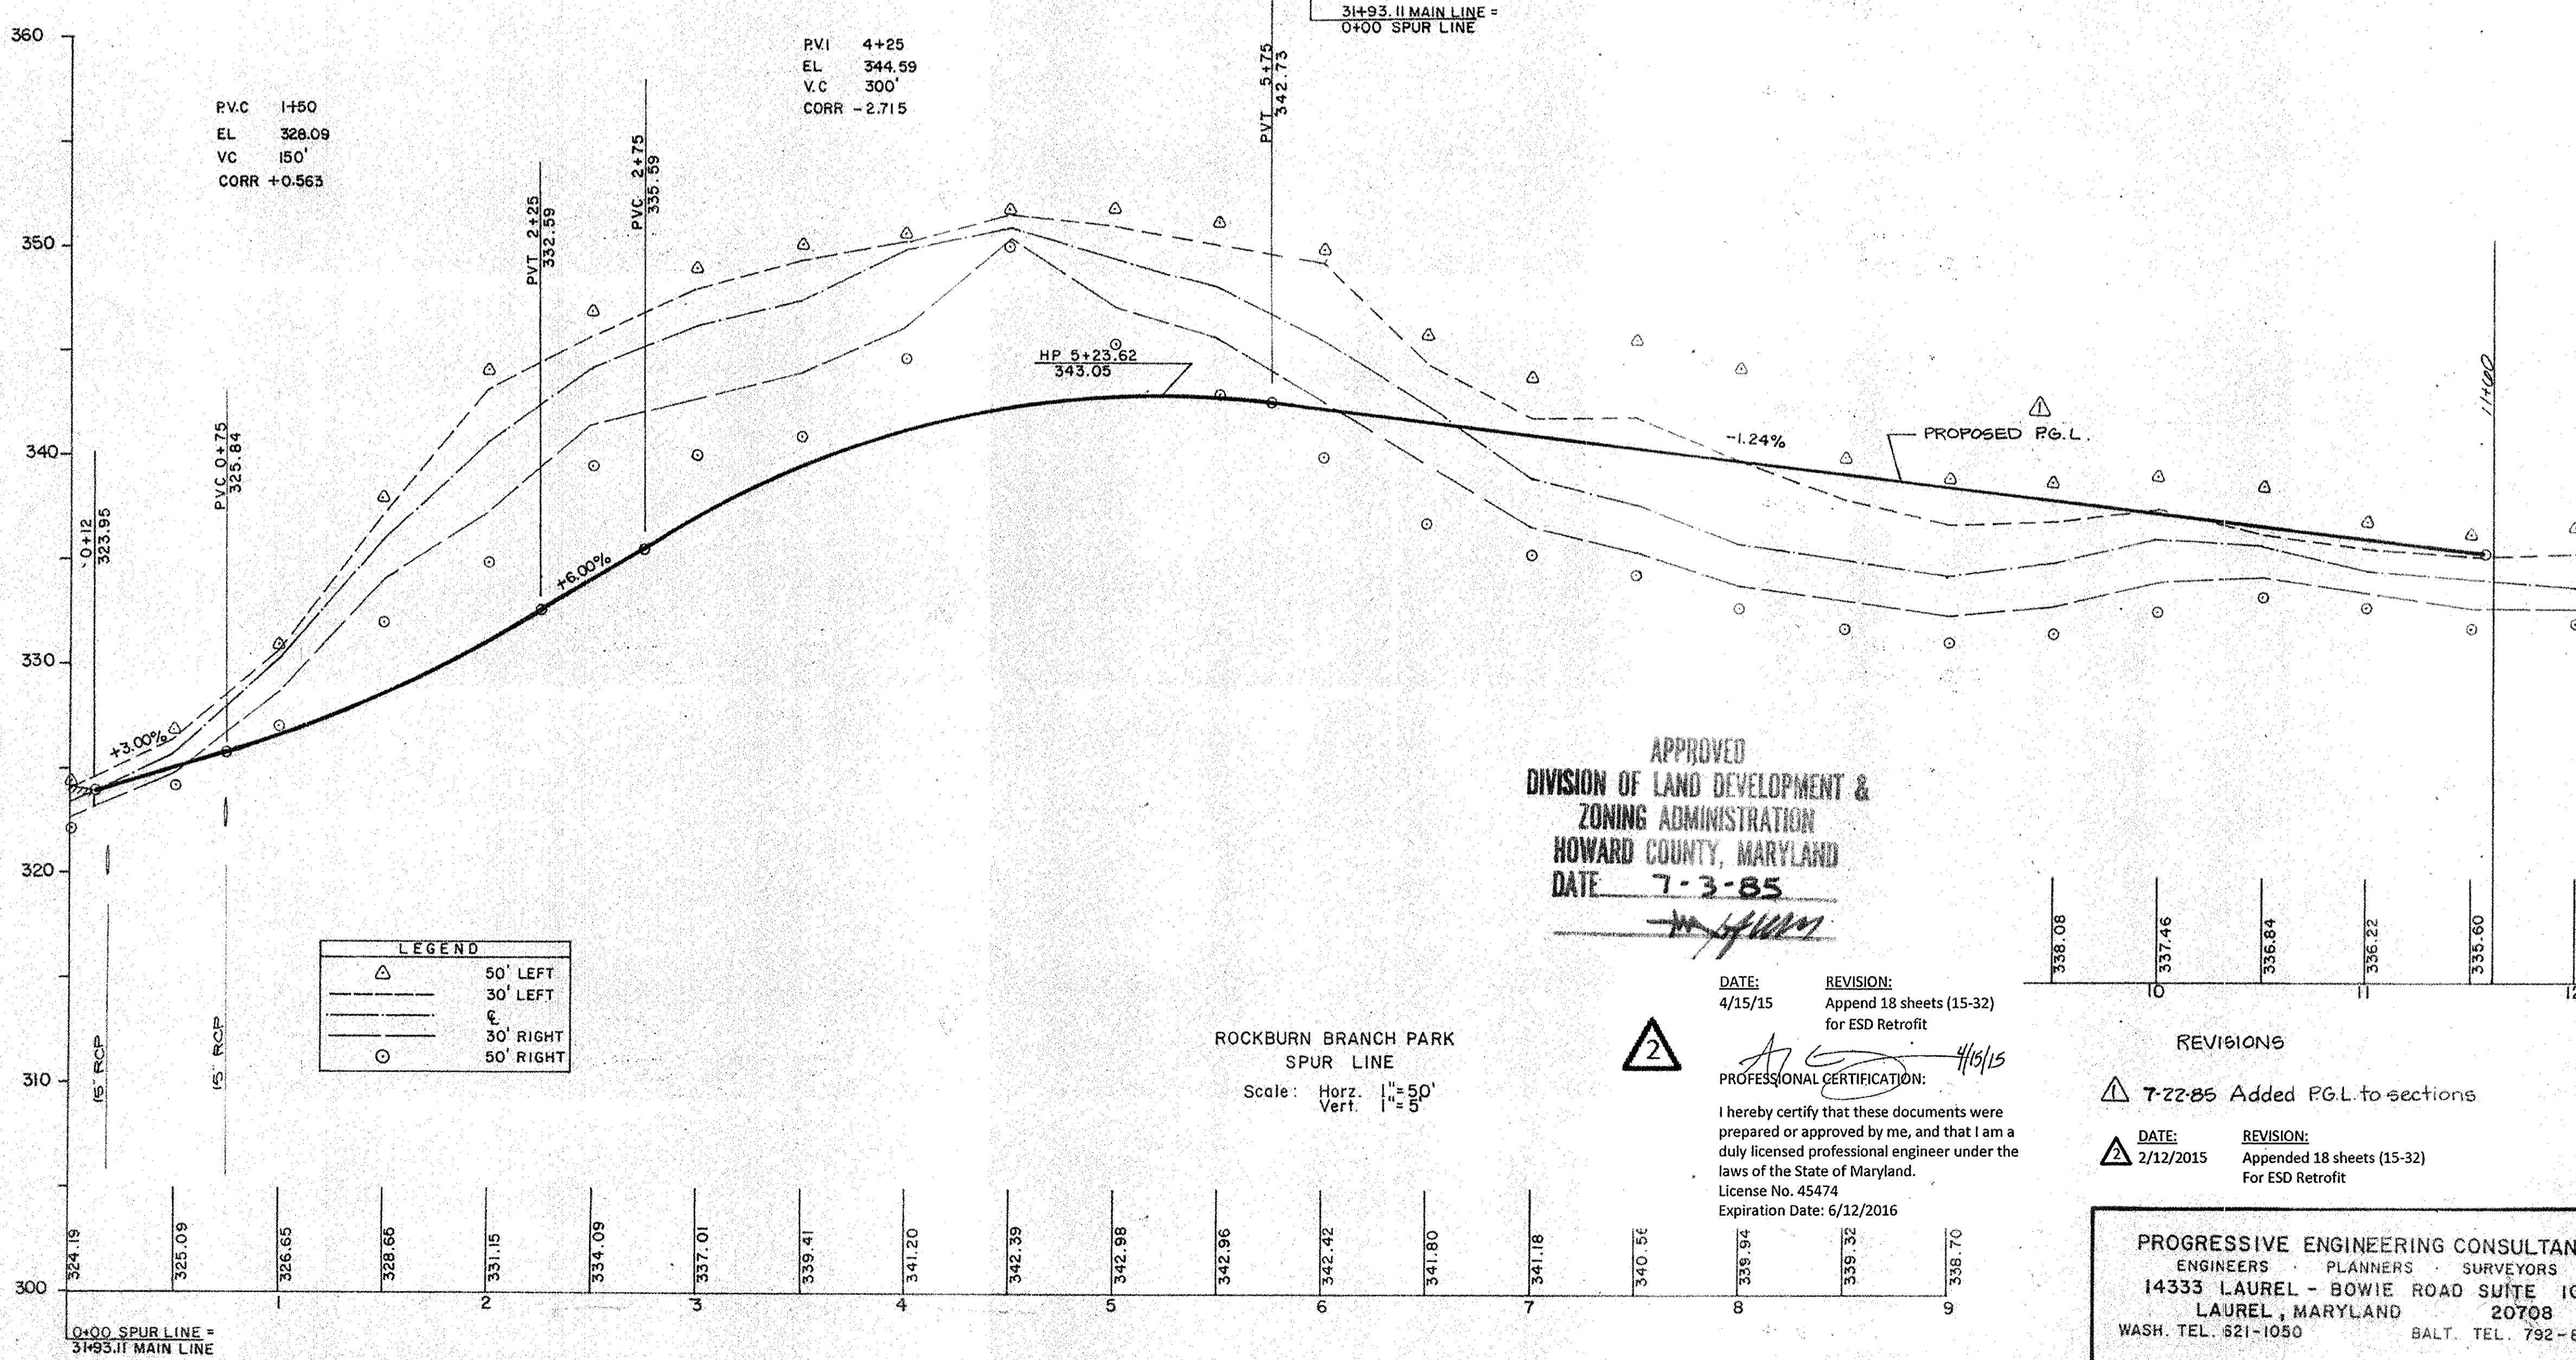 31+93.11 MAIN LINE =
0+00 SPUR LINE
360
350
340
330
320
310
300
P.V.C 1+50
EL 328.09
VC 150'
CORR +0.563
P.V.I 4+25
EL 344.59
V.C 300'
CORR -2.715
0+12
323.95
PVC 0+75
325.84
PVT 2+25
332.59
PVC 2+75
335.59
PVT 5+75
342.73
HP 5+23.62
343.05
+3.00%
+6.00%
-1.24%
1
PROPOSED P.G.L.
11+60
15" RCP
15" RCP
LEGEND
50' LEFT
30' LEFT
℄
30' RIGHT
50' RIGHT
APPROVED
DIVISION OF LAND DEVELOPMENT &
ZONING ADMINISTRATION
HOWARD COUNTY, MARYLAND
DATE 7-3-85
ROCKBURN BRANCH PARK
SPUR LINE
Scale: Horz. 1"=50'
Vert. 1"=5'
DATE: REVISION:
4/15/15 Append 18 sheets (15-32)
for ESD Retrofit
2
4/15/15
PROFESSIONAL CERTIFICATION:
I hereby certify that these documents were
prepared or approved by me, and that I am a
duly licensed professional engineer under the
laws of the State of Maryland.
License No. 45474
Expiration Date: 6/12/2016
338.08 337.46 336.84 336.22 335.60
10 11 12
REVISIONS
1 7-22-85 Added P.G.L. to sections
DATE: REVISION:
2 2/12/2015 Appended 18 sheets (15-32)
For ESD Retrofit
324.19 325.09 326.65 328.65 331.15 334.09 337.01 339.41 341.20 342.39 342.98 342.96 342.42 341.80 341.18 340.56 339.94 339.32 338.70
1 2 3 4 5 6 7 8 9
0+00 SPUR LINE =
31+93.11 MAIN LINE
PROGRESSIVE ENGINEERING CONSULTAN
ENGINEERS · PLANNERS · SURVEYORS
14333 LAUREL - BOWIE ROAD SUITE 10
LAUREL, MARYLAND 20708
WASH. TEL. 621-1050 BALT. TEL. 792-